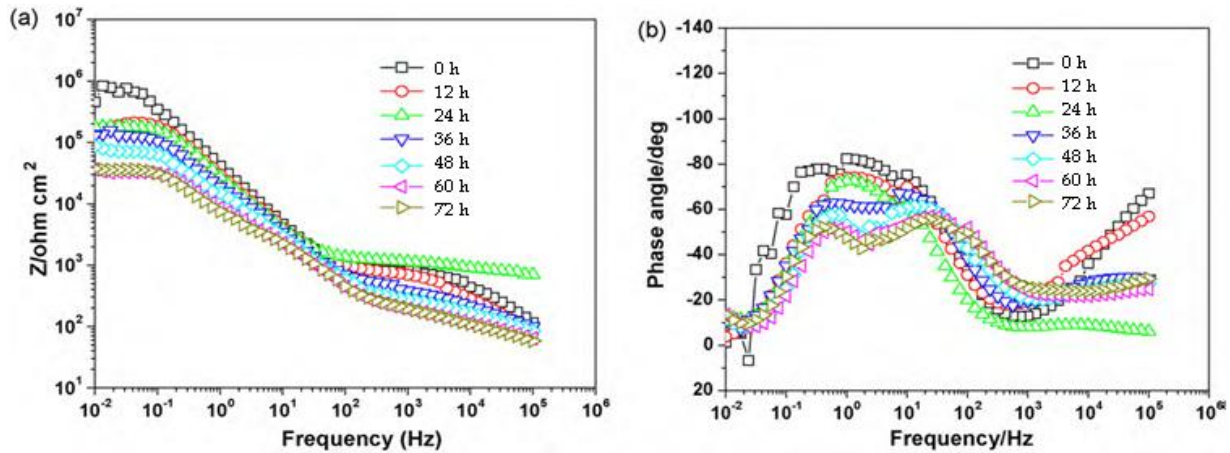 (a)
10^7
10^6
10^5
10^4
10^3
10^2
10^1
Z/ohm cm^2
0 h
12 h
24 h
36 h
48 h
60 h
72 h
10^-2 10^-1 10^0 10^1 10^2 10^3 10^4 10^5 10^6
Frequency (Hz)
(b)
-140
-120
-100
-80
-60
-40
-20
0
20
Phase angle/deg
0 h
12 h
24 h
36 h
48 h
60 h
72 h
10^-2 10^-1 10^0 10^1 10^2 10^3 10^4 10^5 10^6
Frequency/Hz